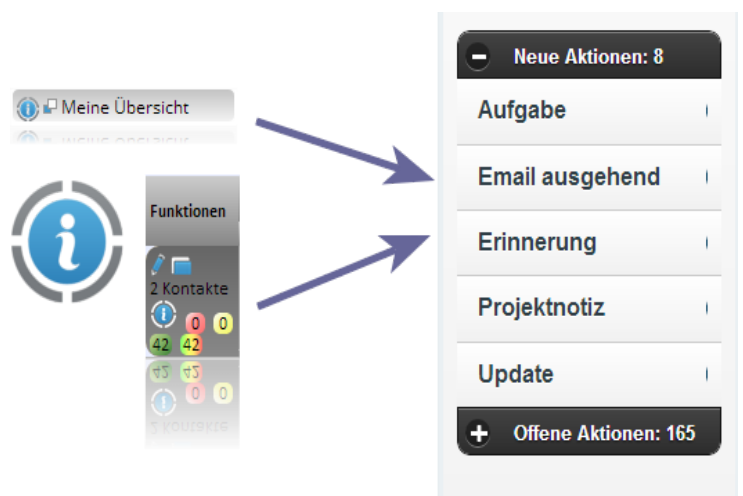 Meine Übersicht
Funktionen
2 Kontakte
0 0
42 42
Neue Aktionen: 8
Aufgabe
Email ausgehend
Erinnerung
Projektnotiz
Update
Offene Aktionen: 165